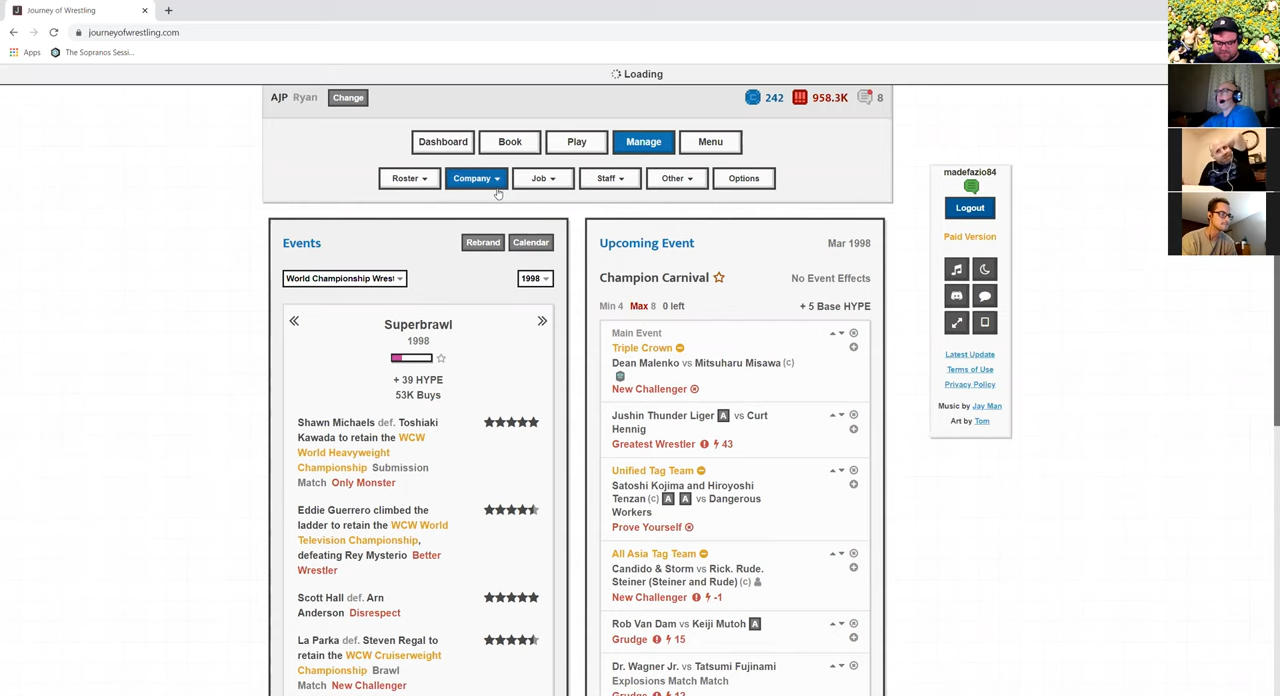 Journey of Wrestling
journeyofwrestling.com
Apps
The Sopranos Sessi...
Loading
AJP Ryan Change
242 958.3K 8
Dashboard Book Play Manage Menu
Roster Company Job Staff Other Options
Events
Rebrand Calendar
World Championship Wrest
1998
Superbrawl
1998
+ 39 HYPE
53K Buys
Shawn Michaels def. Toshiaki
Kawada to retain the WCW
World Heavyweight
Championship Submission
Match Only Monster
Eddie Guerrero climbed the
ladder to retain the WCW World
Television Championship,
defeating Rey Mysterio Better
Wrestler
Scott Hall def. Arn
Anderson Disrespect
La Parka def. Steven Regal to
retain the WCW Cruiserweight
Championship Brawl
Match New Challenger
Upcoming Event Mar 1998
Champion Carnival No Event Effects
Min 4 Max 8 0 left + 5 Base HYPE
Main Event
Triple Crown
Dean Malenko vs Mitsuharu Misawa (c)
New Challenger
Jushin Thunder Liger A vs Curt
Hennig
Greatest Wrestler 43
Unified Tag Team
Satoshi Kojima and Hiroyoshi
Tenzan (c) A A vs Dangerous
Workers
Prove Yourself
All Asia Tag Team
Candido & Storm vs Rick. Rude.
Steiner (Steiner and Rude) (c)
New Challenger -1
Rob Van Dam vs Keiji Mutoh A
Grudge 15
Dr. Wagner Jr. vs Tatsumi Fujinami
Explosions Match Match
Grudge 12
madefazio84
Logout
Paid Version
Latest Update
Terms of Use
Privacy Policy
Music by Jay Man
Art by Tom